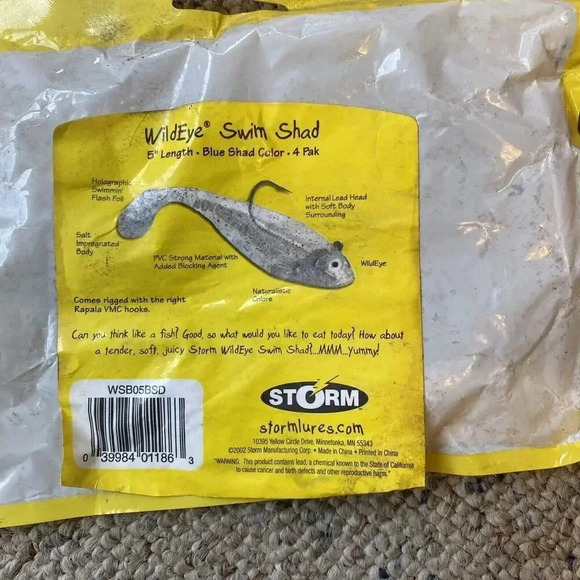 WildEye® Swim Shad
5" Length • Blue Shad Color • 4 Pak
Holographic
Swimmin'
Flash Foil
Internal Lead Head
with Soft Body
Surrounding
Salt
Impregnated
Body
PVC Strong Material with
Added Blocking Agent
WildEye
Naturalistic
Colors
Comes rigged with the right
Rapala VMC hooks.
Can you think like a fish? Good, so what would you like to eat today? How about
a tender, soft, juicy Storm WildEye Swim Shad?...MMM...yummy!
WSB05BSD
0 39984 01186 3
STORM
stormlures.com
10395 Yellow Circle Drive, Minnetonka, MN 55343
©2002 Storm Manufacturing Corp. • Made in China • Printed in China
"WARNING: This product contains lead, a chemical known to the State of California
to cause cancer and birth defects and other reproductive harm."